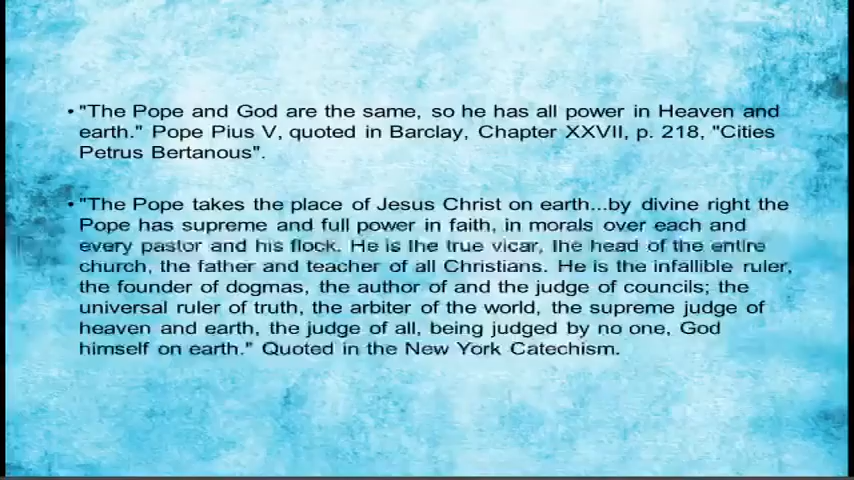 • "The Pope and God are the same, so he has all power in Heaven and
earth." Pope Pius V, quoted in Barclay, Chapter XXVII, p. 218, "Cities
Petrus Bertanous".
• "The Pope takes the place of Jesus Christ on earth...by divine right the
Pope has supreme and full power in faith, in morals over each and
every pastor and his flock. He is the true vicar, the head of the entire
church, the father and teacher of all Christians. He is the infallible ruler,
the founder of dogmas, the author of and the judge of councils; the
universal ruler of truth, the arbiter of the world, the supreme judge of
heaven and earth, the judge of all, being judged by no one, God
himself on earth." Quoted in the New York Catechism.